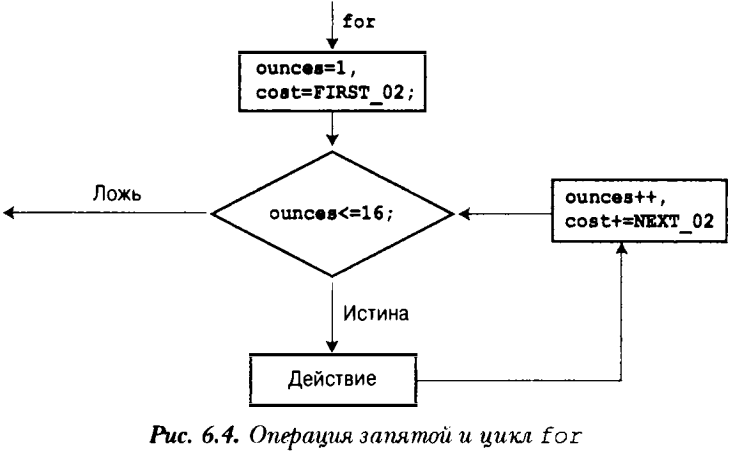 for
ounces=1,
cost=FIRST_02;
Ложь
ounces<=16;
ounces++,
cost+=NEXT_02
Истина
Действие
Рис. 6.4. Операция запятой и цикл for